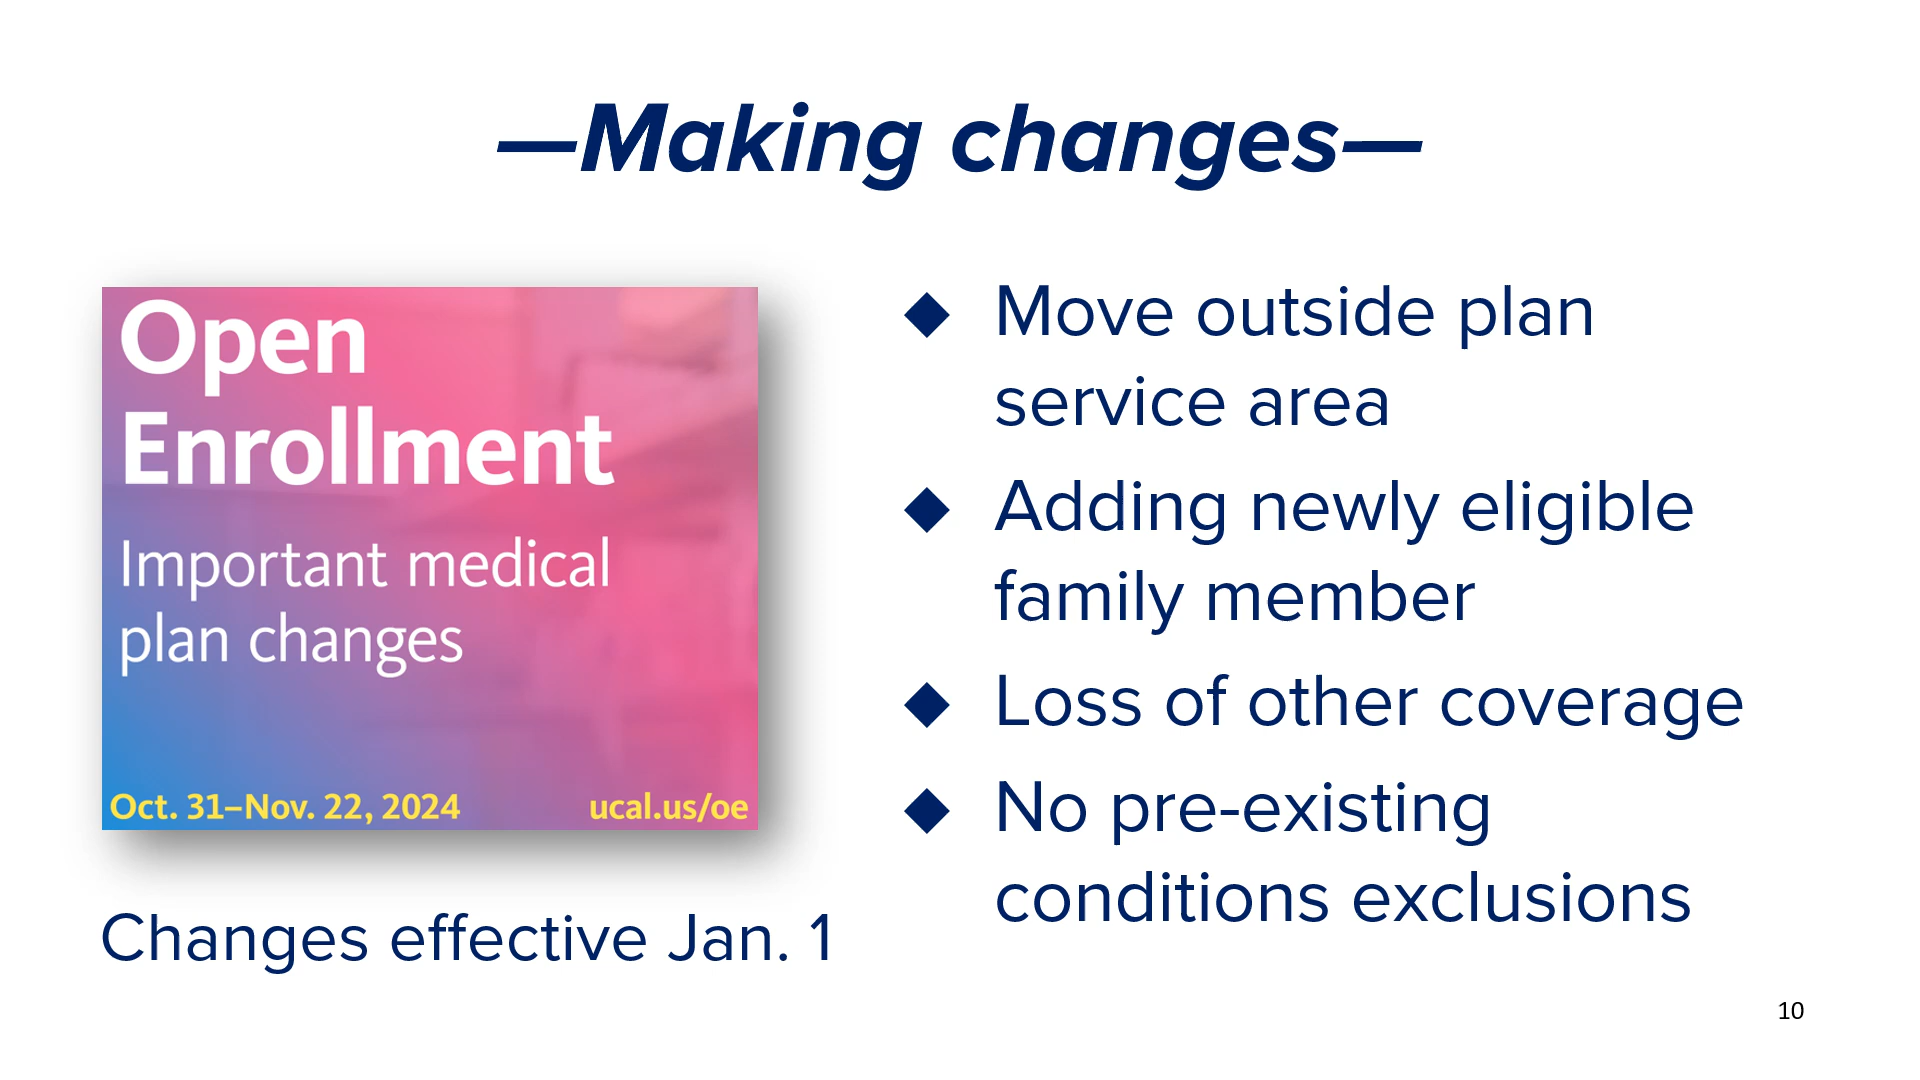 —Making changes—
Open
Enrollment
Important medical
plan changes
Oct. 31–Nov. 22, 2024 ucal.us/oe
Changes effective Jan. 1
◆ Move outside plan
service area
◆ Adding newly eligible
family member
◆ Loss of other coverage
◆ No pre-existing
conditions exclusions
10